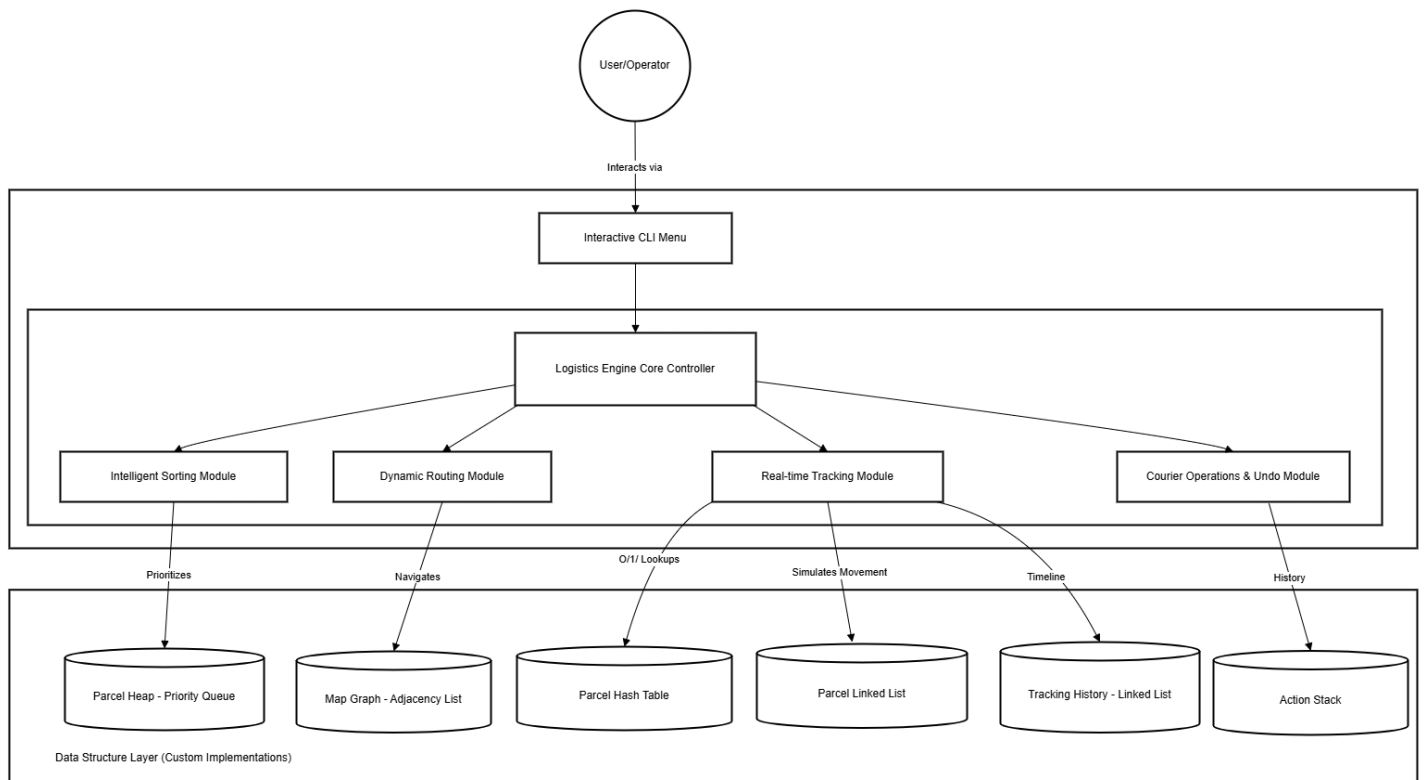 User/Operator
Interacts via
Interactive CLI Menu
Logistics Engine Core Controller
Intelligent Sorting Module
Dynamic Routing Module
Real-time Tracking Module
Courier Operations & Undo Module
Prioritizes
Navigates
O/1/ Lookups
Simulates Movement
Timeline
History
Parcel Heap - Priority Queue
Map Graph - Adjacency List
Parcel Hash Table
Parcel Linked List
Tracking History - Linked List
Action Stack
Data Structure Layer (Custom Implementations)